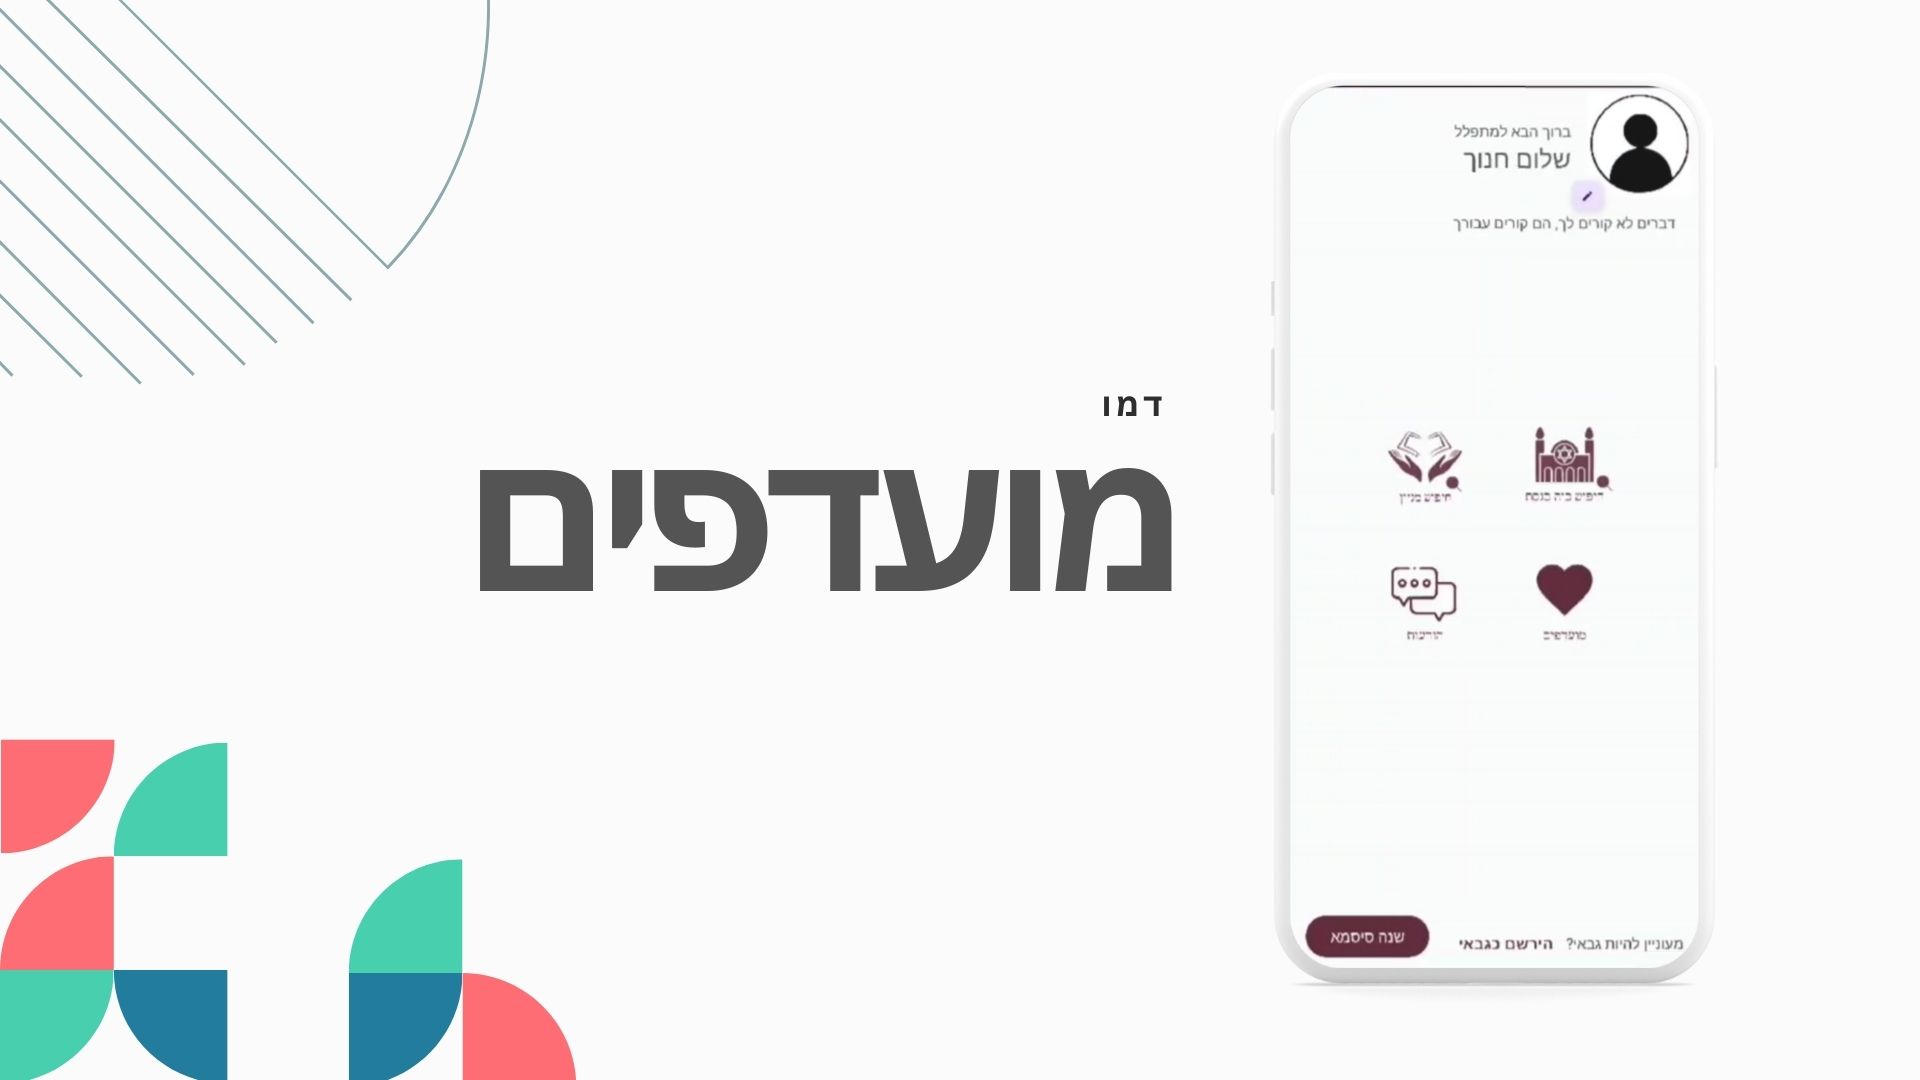 דמו
מועדפים
ברוך הבא למתפלל
שלום חנוך
דברים לא קורים לך, הם קורים עבורך
חיפוש בית כנסת
חיפוש מניין
מועדפים
הודעות
מעוניין להיות גבאי? הירשם כגבאי
שנה סיסמא